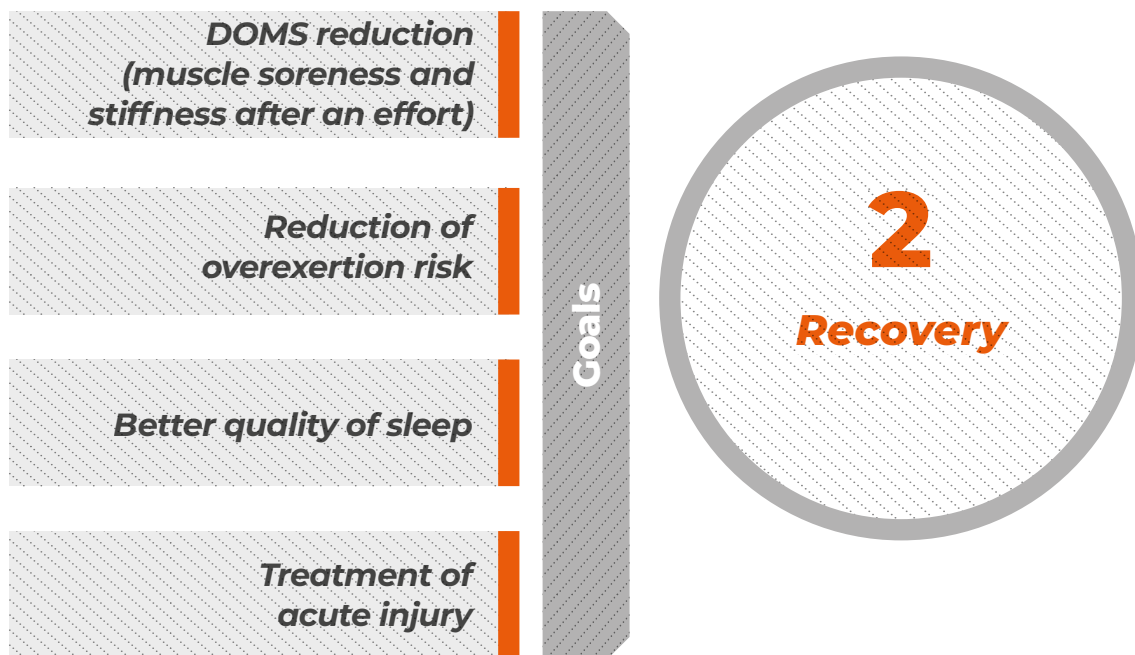 DOMS reduction
(muscle soreness and
stiffness after an effort)
Reduction of
overexertion risk
Better quality of sleep
Treatment of
acute injury
Goals
2
Recovery